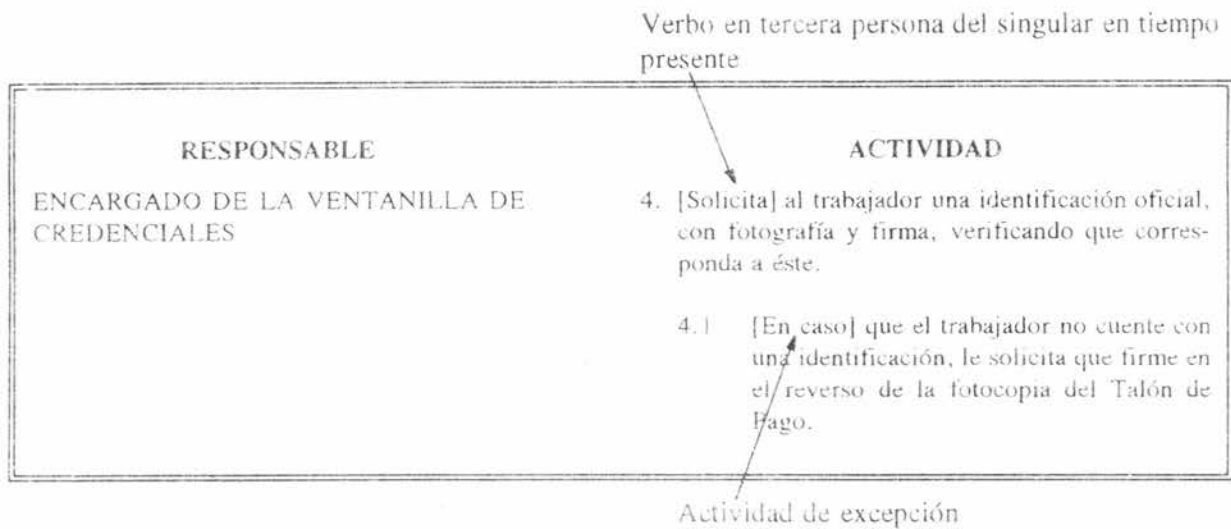 Verbo en tercera persona del singular en tiempo
presente
RESPONSABLE
ACTIVIDAD
ENCARGADO DE LA VENTANILLA DE
CREDENCIALES
4. [Solicita] al trabajador una identificación oficial,
con fotografía y firma, verificando que corres-
ponda a éste.
4.1 [En caso] que el trabajador no cuente con
una identificación, le solicita que firme en
el reverso de la fotocopia del Talón de
Pago.
Actividad de excepción